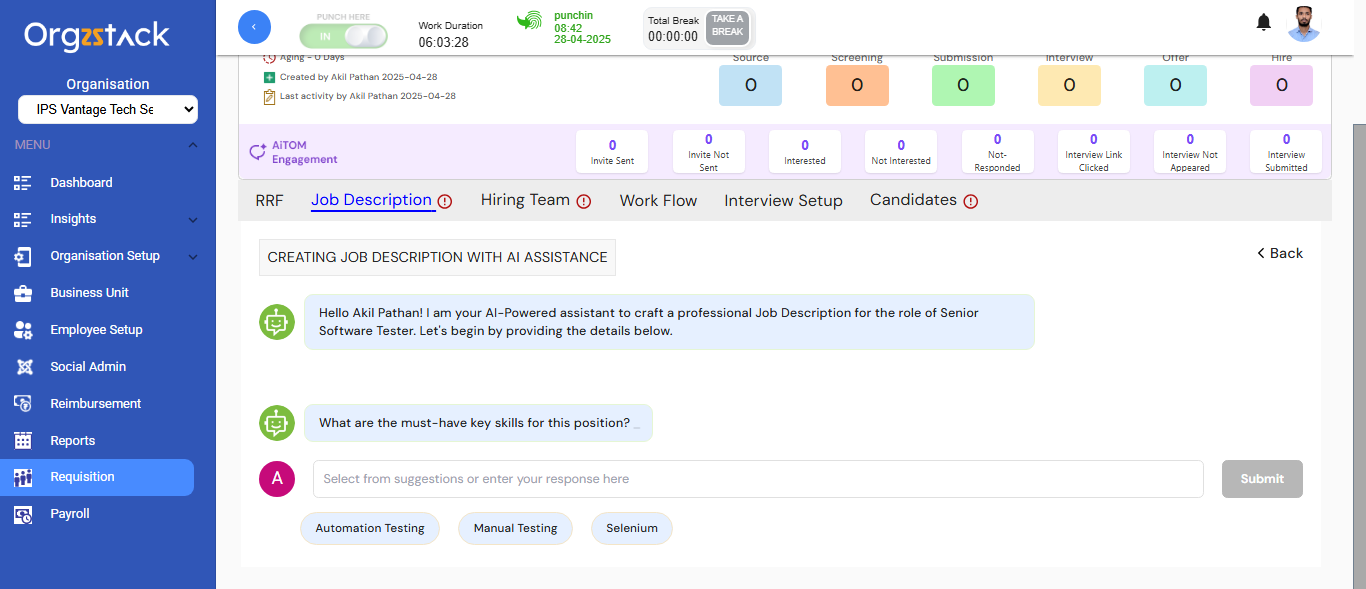 Orgzstack
Organisation
IPS Vantage Tech Se
MENU
Dashboard
Insights
Organisation Setup
Business Unit
Employee Setup
Social Admin
Reimbursement
Reports
Requisition
Payroll
PUNCH HERE
IN
Work Duration
06:03:28
punchin
08:42
28-04-2025
Total Break
00:00:00
TAKE A
BREAK
Aging - 0 Days
Created by Akil Pathan 2025-04-28
Last activity by Akil Pathan 2025-04-28
Source
0
Screening
0
Submission
0
Interview
0
Offer
0
Hire
0
AiTOM
Engagement
0
Invite Sent
0
Invite Not
Sent
0
Interested
0
Not Interested
0
Not-
Responded
0
Interview Link
Clicked
0
Interview Not
Appeared
0
Interview
Submitted
RRF
Job Description
Hiring Team
Work Flow
Interview Setup
Candidates
CREATING JOB DESCRIPTION WITH AI ASSISTANCE
Back
Hello Akil Pathan! I am your AI-Powered assistant to craft a professional Job Description for the role of Senior
Software Tester. Let's begin by providing the details below.
What are the must-have key skills for this position? _
A
Select from suggestions or enter your response here
Submit
Automation Testing
Manual Testing
Selenium